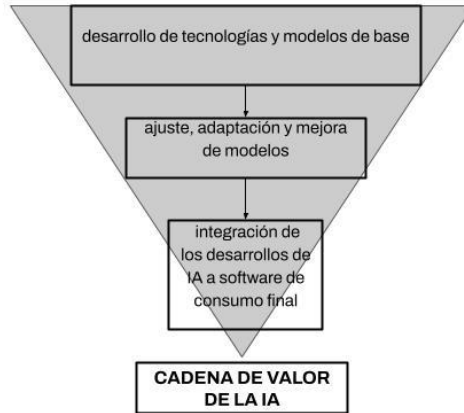 desarrollo de tecnologías y modelos de base
ajuste, adaptación y mejora
de modelos
integración de
los desarrollos de
IA a software de
consumo final
CADENA DE VALOR
DE LA IA